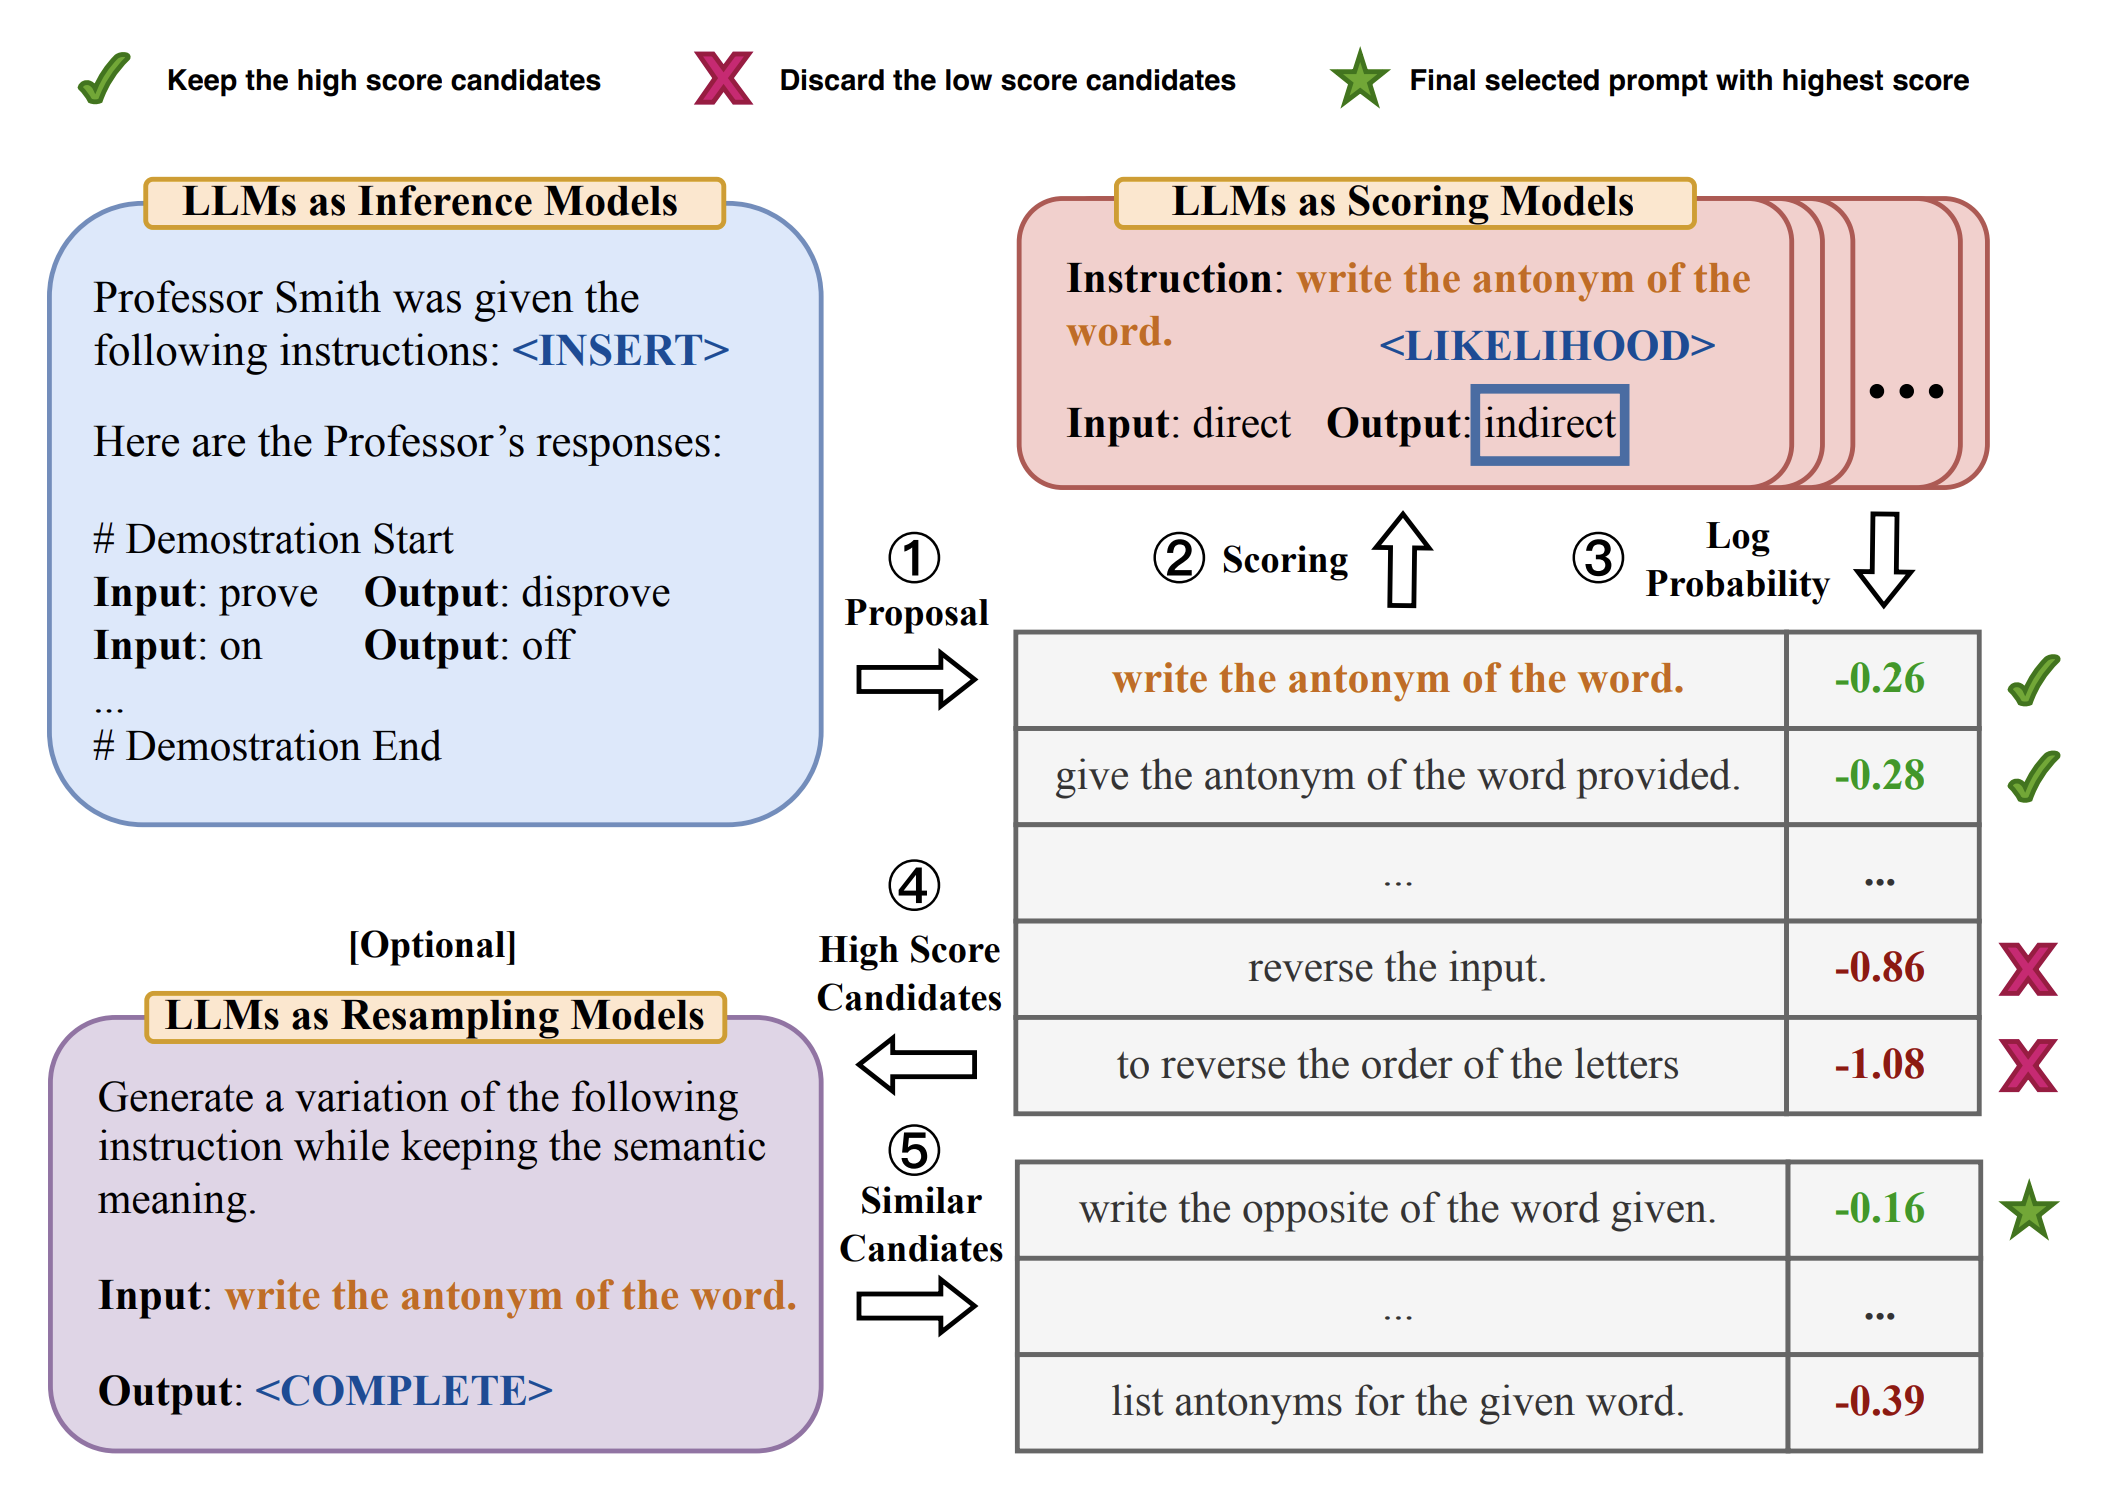 Keep the high score candidates
Discard the low score candidates
Final selected prompt with highest score
LLMs as Inference Models
Professor Smith was given the
following instructions: <INSERT>
Here are the Professor’s responses:
# Demostration Start
Input: prove Output: disprove
Input: on Output: off
...
# Demostration End
LLMs as Scoring Models
Instruction: write the antonym of the
word.
<LIKELIHOOD>
Input: direct Output: indirect
...
① Proposal
② Scoring
③ Log
Probability
write the antonym of the word. -0.26
give the antonym of the word provided. -0.28
... ...
reverse the input. -0.86
to reverse the order of the letters -1.08
④
High Score
Candidates
[Optional]
LLMs as Resampling Models
Generate a variation of the following
instruction while keeping the semantic
meaning.
Input: write the antonym of the word.
Output: <COMPLETE>
⑤
Similar
Candiates
write the opposite of the word given. -0.16
... ...
list antonyms for the given word. -0.39